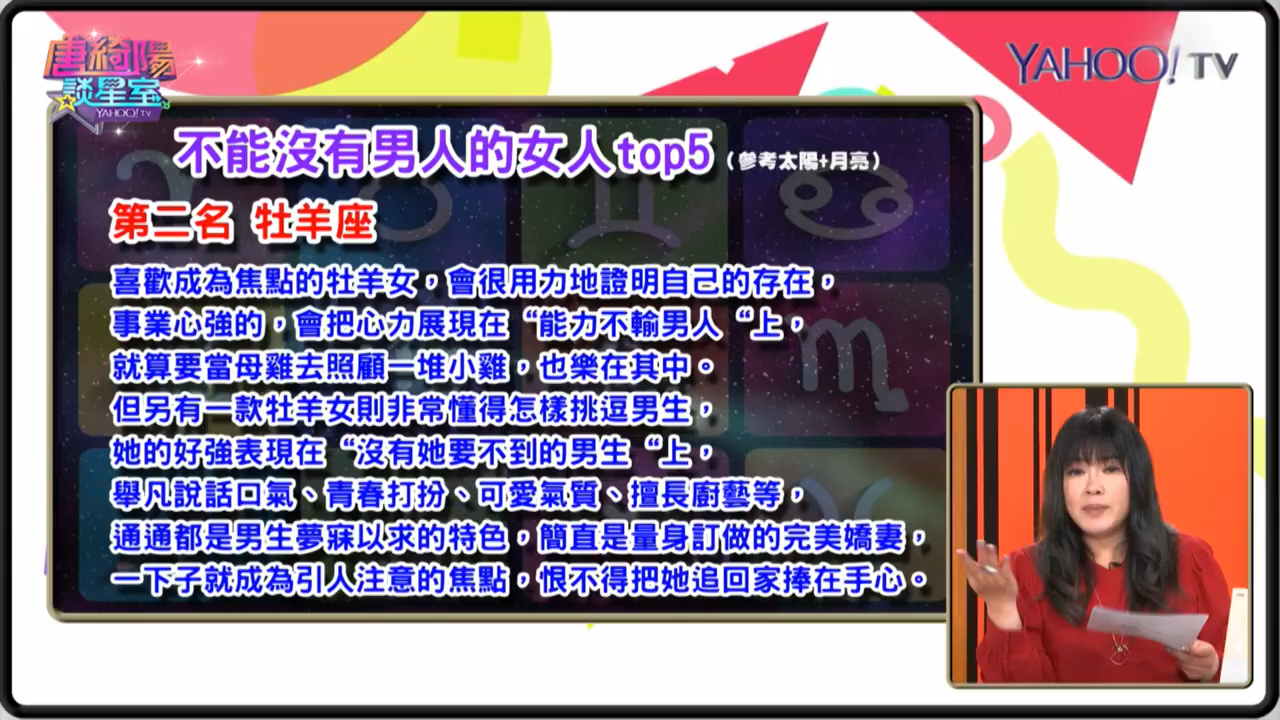 唐綺陽
談星室
YAHOO! TV
YAHOO! TV
不能沒有男人的女人top5（參考太陽+月亮）
第二名 牡羊座
喜歡成為焦點的牡羊女，會很用力地證明自己的存在，
事業心強的，會把心力展現在“能力不輸男人“上，
就算要當母雞去照顧一堆小雞，也樂在其中。
但另有一款牡羊女則非常懂得怎樣挑逗男生，
她的好強表現在“沒有她要不到的男生“上，
舉凡說話口氣、青春打扮、可愛氣質、擅長廚藝等，
通通都是男生夢寐以求的特色，簡直是量身訂做的完美嬌妻，
一下子就成為引人注意的焦點，恨不得把她追回家捧在手心。